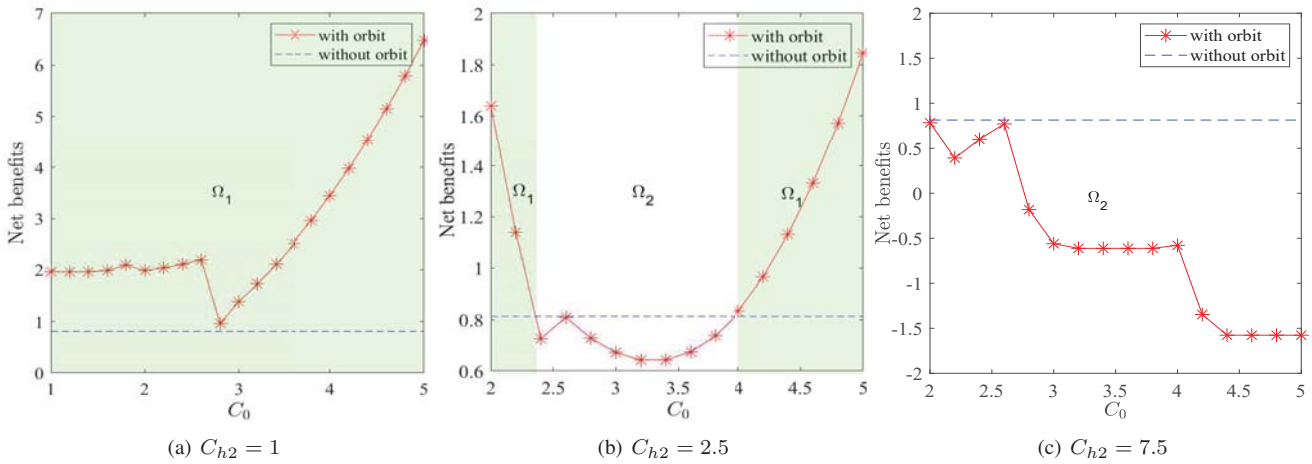 7
6
5
4
3
2
1
0
Net benefits
with orbit
without orbit
Ω1
1
2
3
4
5
C0
(a) Ch2 = 1
2
1.8
1.6
1.4
1.2
1
0.8
0.6
Net benefits
with orbit
without orbit
Ω1
Ω2
Ω1
2
2.5
3
3.5
4
4.5
5
C0
(b) Ch2 = 2.5
2
1.5
1
0.5
0
-0.5
-1
-1.5
-2
Net benefits
with orbit
without orbit
Ω2
2
2.5
3
3.5
4
4.5
5
C0
(c) Ch2 = 7.5